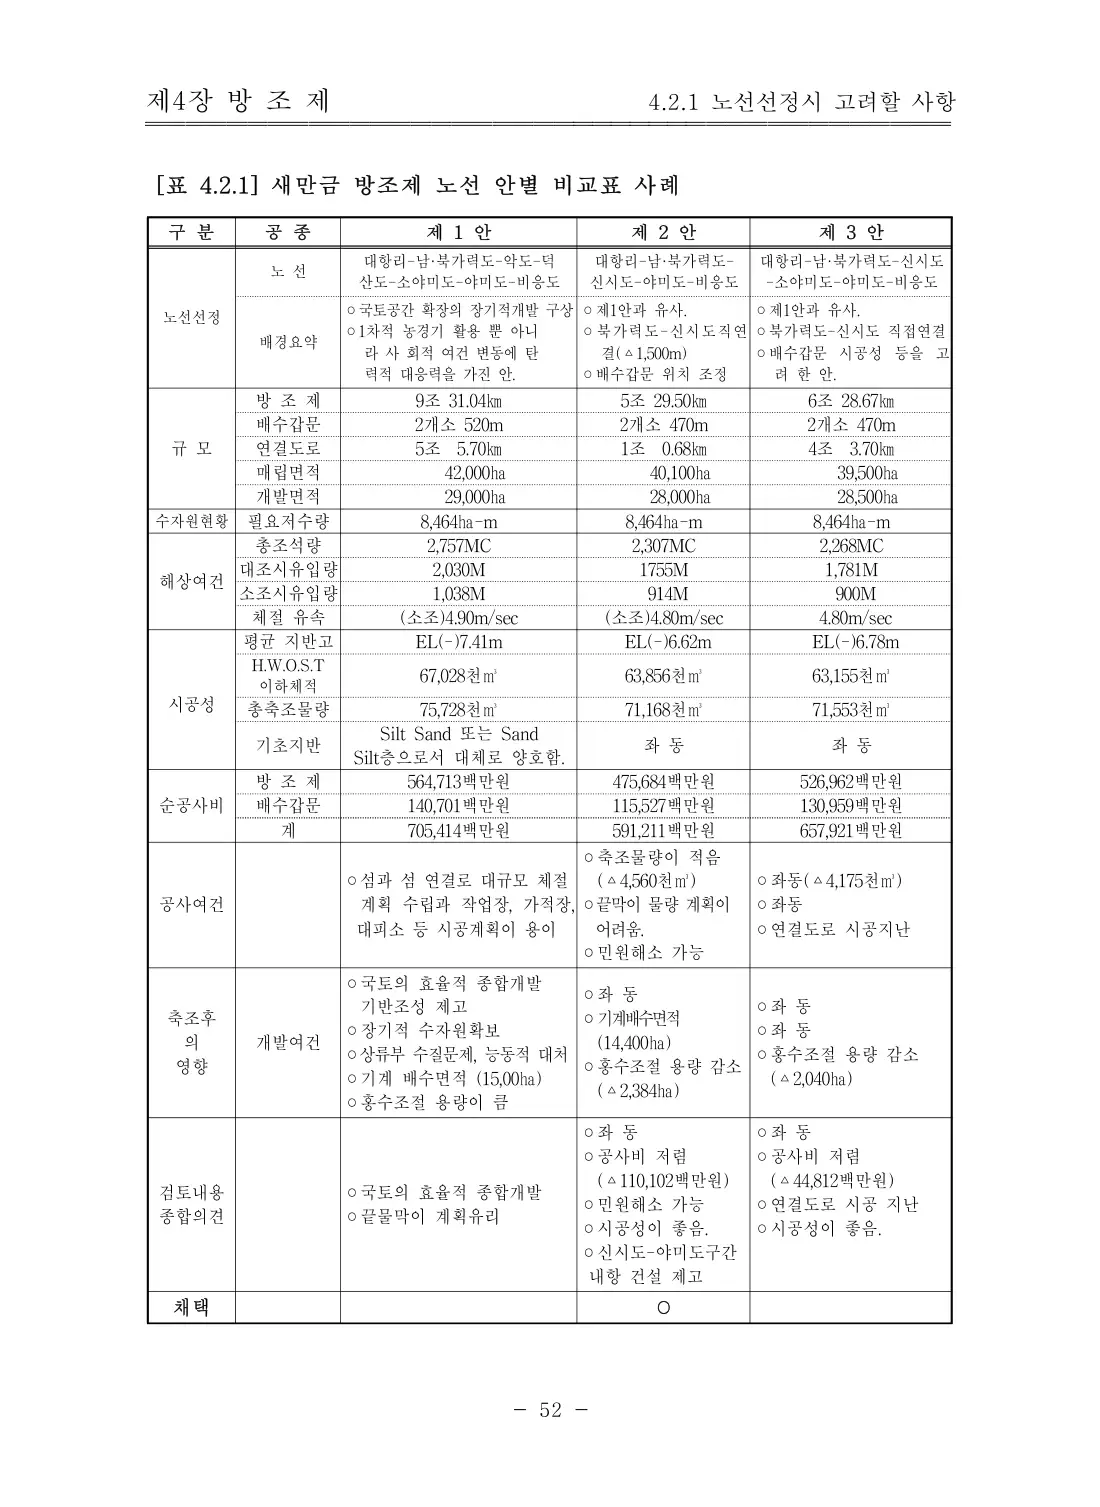 제4장 방 조 제 4.2.1 노선선정시 고려할 사항
[표 4.2.1] 새만금 방조제 노선 안별 비교표 사례
구 분 공 종 제 1 안 제 2 안 제 3 안
노선선정
노 선
대항리-남·북가력도-악도-덕
산도-소야미도-야미도-비응도
대항리-남·북가력도-
신시도-야미도-비응도
대항리-남·북가력도-신시도
-소야미도-야미도-비응도
배경요약
○국토공간 확장의 장기적개발 구상
○1차적 농경기 활용 뿐 아니
라 사 회적 여건 변동에 탄
력적 대응력을 가진 안.
○제1안과 유사.
○북가력도-신시도직연
결(△1,500m)
○배수갑문 위치 조정
○제1안과 유사.
○북가력도-신시도 직접연결
○배수갑문 시공성 등을 고
려 한 안.
규 모
방 조 제 9조 31.04㎞ 5조 29.50㎞ 6조 28.67㎞
배수갑문 2개소 520m 2개소 470m 2개소 470m
연결도로 5조 5.70㎞ 1조 0.68㎞ 4조 3.70㎞
매립면적 42,000㏊ 40,100㏊ 39,500㏊
개발면적 29,000㏊ 28,000㏊ 28,500㏊
수자원현황 필요저수량 8,464㏊-m 8,464㏊-m 8,464㏊-m
해상여건
총조석량 2,757MC 2,307MC 2,268MC
대조시유입량 2,030M 1755M 1,781M
소조시유입량 1,038M 914M 900M
체절 유속 (소조)4.90m/sec (소조)4.80m/sec 4.80m/sec
시공성
평균 지반고 EL(-)7.41m EL(-)6.62m EL(-)6.78m
H.W.O.S.T
이하체적
67,028천㎥ 63,856천㎥ 63,155천㎥
총축조물량 75,728천㎥ 71,168천㎥ 71,553천㎥
기초지반
Silt Sand 또는 Sand
Silt층으로서 대체로 양호함.
좌 동 좌 동
순공사비
방 조 제 564,713백만원 475,684백만원 526,962백만원
배수갑문 140,701백만원 115,527백만원 130,959백만원
계 705,414백만원 591,211백만원 657,921백만원
공사여건
○섬과 섬 연결로 대규모 체절
계획 수립과 작업장, 가적장,
대피소 등 시공계획이 용이
○축조물량이 적음
(△4,560천㎥)
○끝막이 물량 계획이
어려움.
○민원해소 가능
○좌동(△4,175천㎥)
○좌동
○연결도로 시공지난
축조후
의
영향
개발여건
○국토의 효율적 종합개발
기반조성 제고
○장기적 수자원확보
○상류부 수질문제, 능동적 대처
○기계 배수면적 (15,00㏊)
○홍수조절 용량이 큼
○좌 동
○기계배수면적
(14,400㏊)
○홍수조절 용량 감소
(△2,384㏊)
○좌 동
○좌 동
○홍수조절 용량 감소
(△2,040㏊)
검토내용
종합의견
○국토의 효율적 종합개발
○끝물막이 계획유리
○좌 동
○공사비 저렴
(△110,102백만원)
○민원해소 가능
○시공성이 좋음.
○신시도-야미도구간
내항 건설 제고
○좌 동
○공사비 저렴
(△44,812백만원)
○연결도로 시공 지난
○시공성이 좋음.
채택 ○
- 52 -